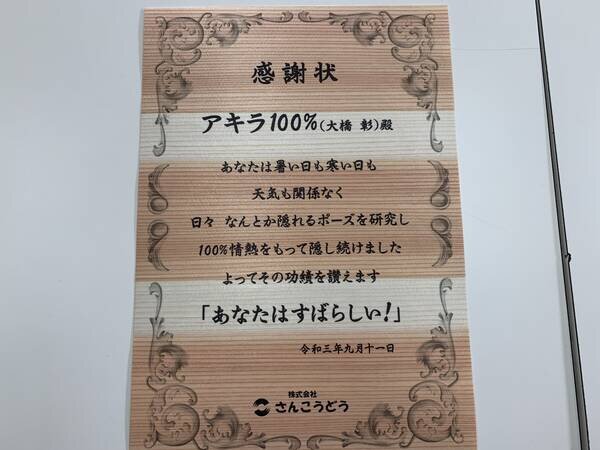 感謝状
アキラ100%(大橋 彰)殿
あなたは暑い日も寒い日も
天気も関係なく
日々 なんとか隠れるポーズを研究し
100%情熱をもって隠し続けました
よってその功績を讃えます
「あなたはすばらしい!」
令和三年九月十一日
株式会社
さんこうどう